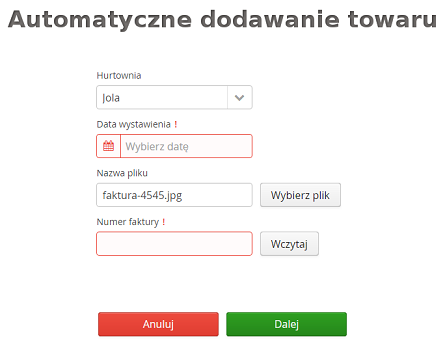 Automatyczne dodawanie towaru
Hurtownia
Jola
Data wystawienia !
Wybierz datę
Nazwa pliku
faktura-4545.jpg
Wybierz plik
Numer faktury !
Wczytaj
Anuluj
Dalej